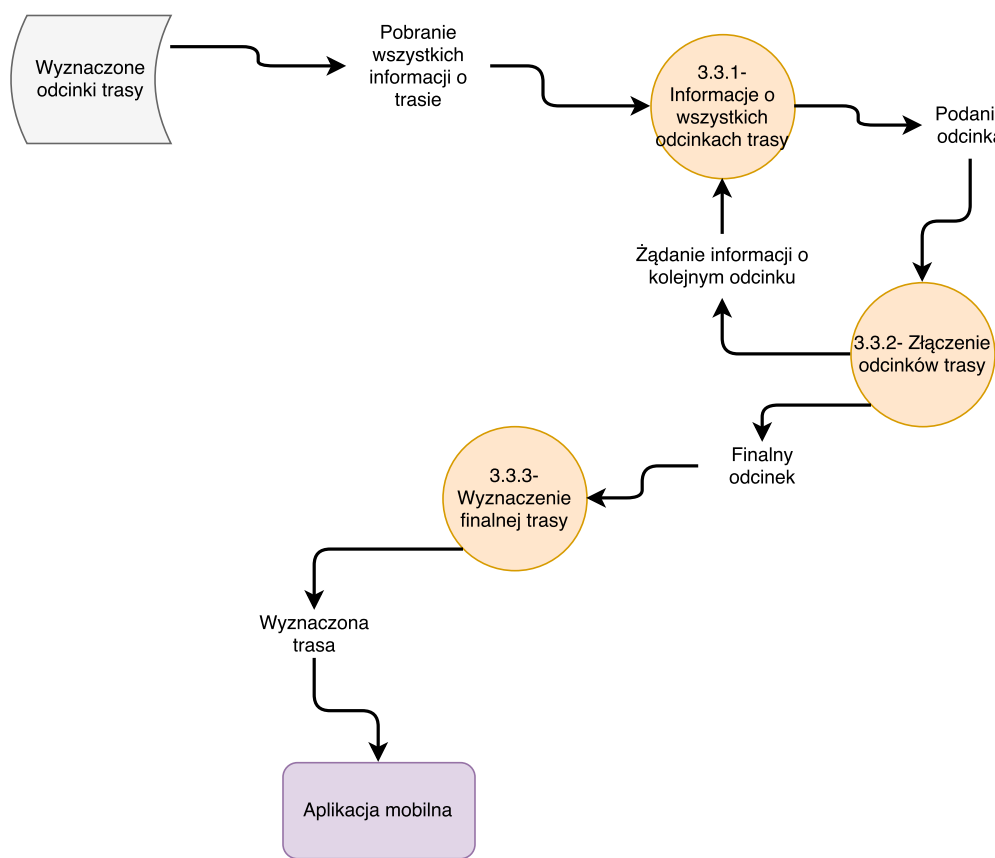 Wyznaczone
odcinki trasy
Pobranie
wszystkich
informacji o
trasie
3.3.1-
Informacje o
wszystkich
odcinkach trasy
Podani
odcinka
Żądanie informacji o
kolejnym odcinku
3.3.2- Złączenie
odcinków trasy
Finalny
odcinek
3.3.3-
Wyznaczenie
finalnej trasy
Wyznaczona
trasa
Aplikacja mobilna